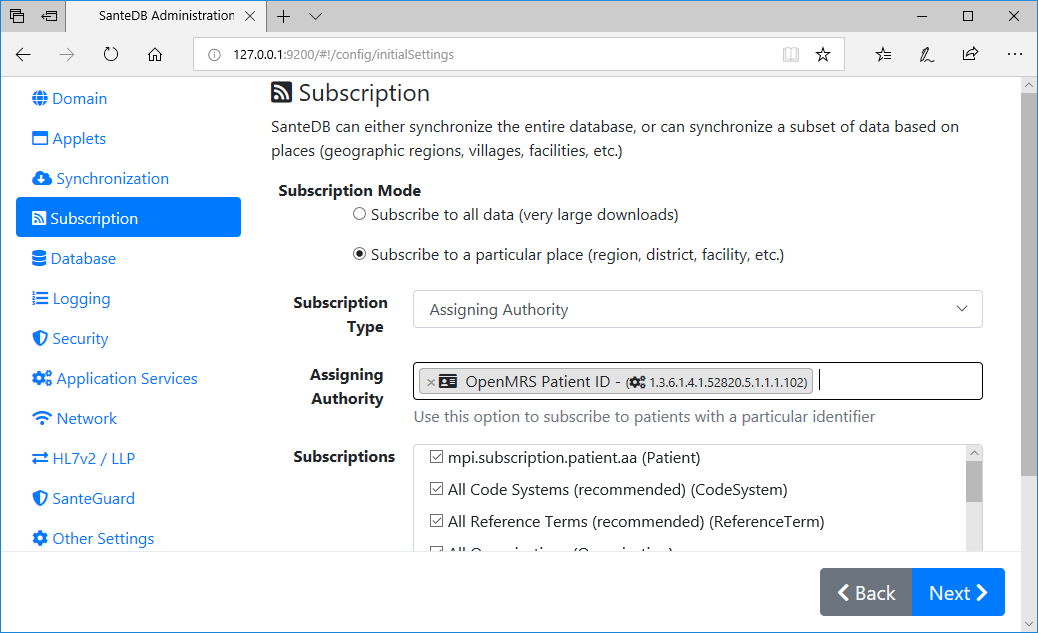 SanteDB Administration
127.0.0.1:9200/#!/config/initialSettings
Domain
Applets
Synchronization
Subscription
Database
Logging
Security
Application Services
Network
HL7v2 / LLP
SanteGuard
Other Settings
Subscription
SanteDB can either synchronize the entire database, or can synchronize a subset of data based on
places (geographic regions, villages, facilities, etc.)
Subscription Mode
Subscribe to all data (very large downloads)
Subscribe to a particular place (region, district, facility, etc.)
Subscription
Type
Assigning Authority
Assigning
Authority
× OpenMRS Patient ID - ( 1.3.6.1.4.1.52820.5.1.1.1.102)
Use this option to subscribe to patients with a particular identifier
Subscriptions
mpi.subscription.patient.aa (Patient)
All Code Systems (recommended) (CodeSystem)
All Reference Terms (recommended) (ReferenceTerm)
Back
Next